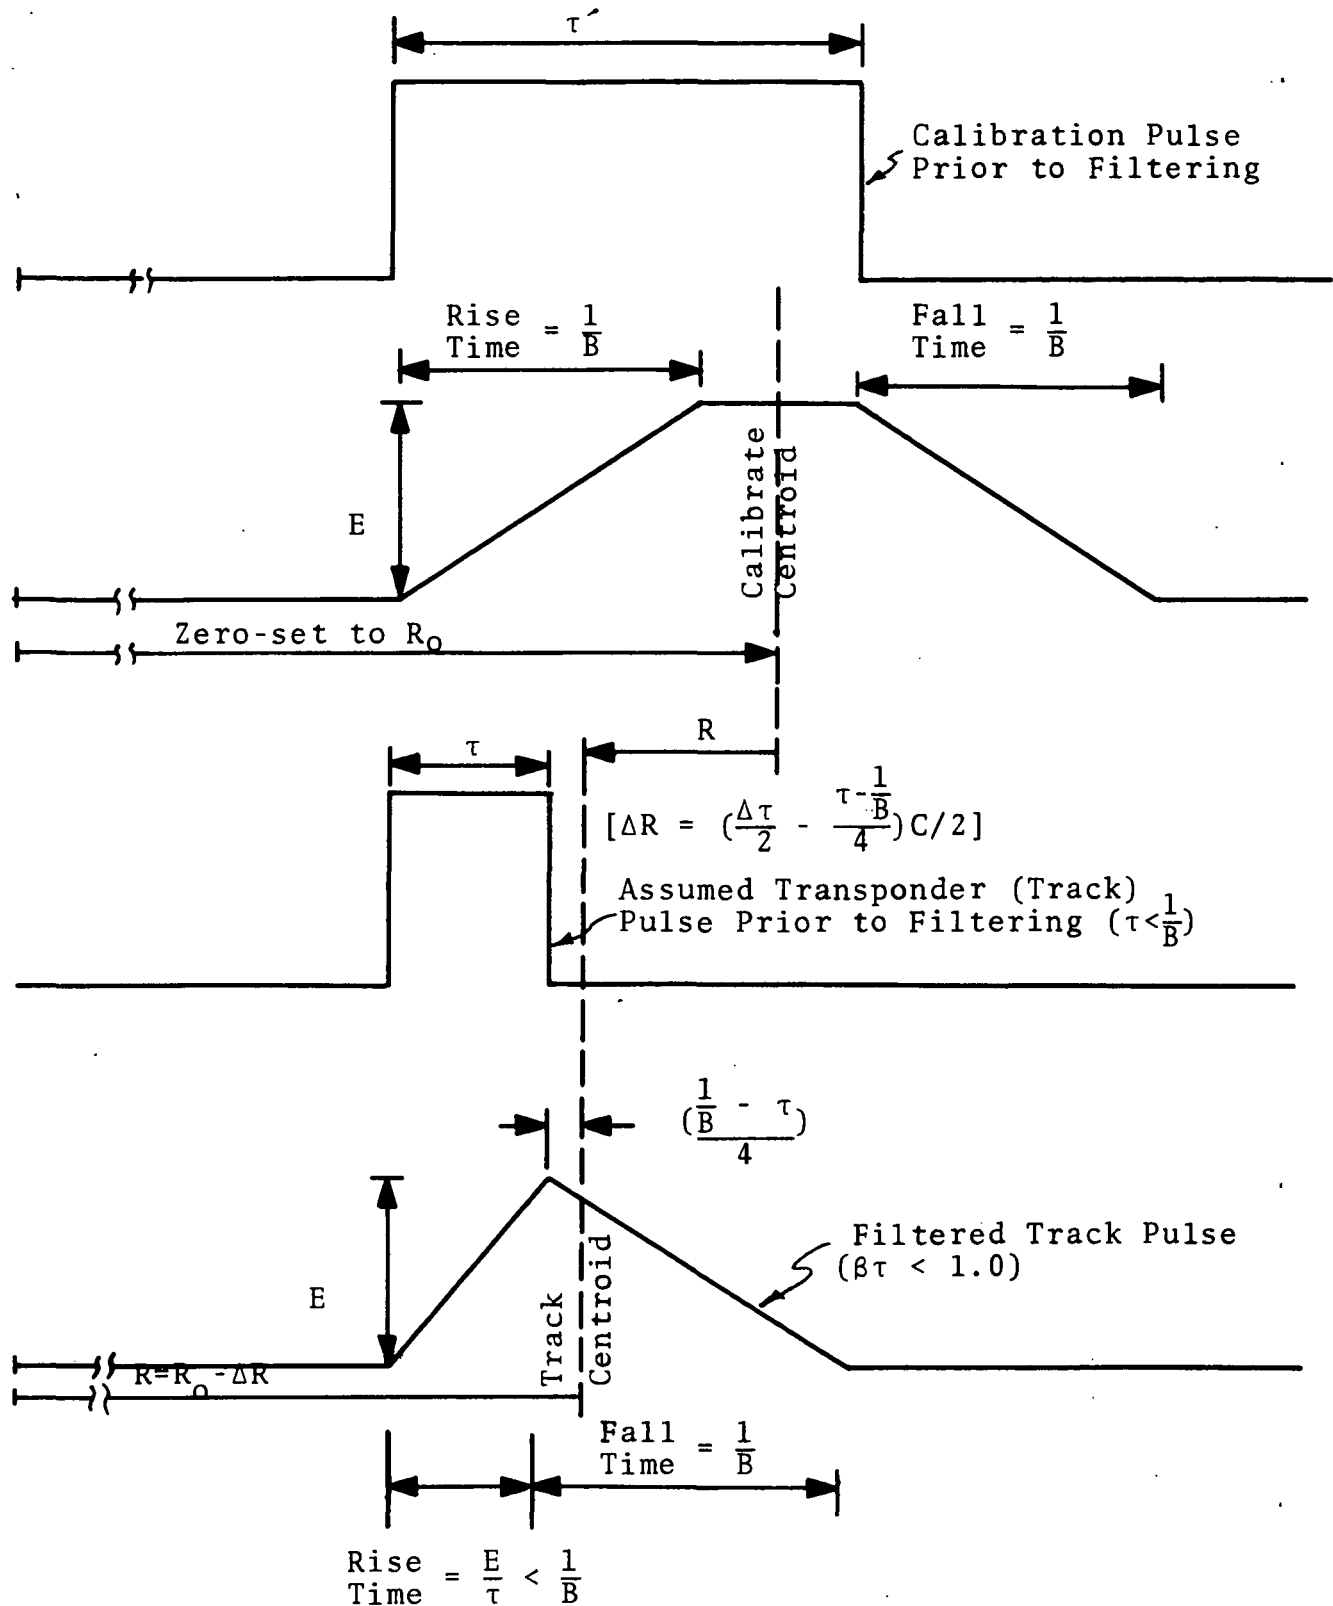 τ′
Calibration Pulse
Prior to Filtering
Rise Time = 1/B
Fall Time = 1/B
E
Calibrate
Centroid
Zero-set to R₀
R
τ
[ΔR = (Δτ/2 - (τ-1/B)/4)C/2]
Assumed Transponder (Track)
Pulse Prior to Filtering (τ<1/B)
((1/B - τ)/4)
Filtered Track Pulse
(βτ < 1.0)
E
Track
Centroid
R=R₀-ΔR
Fall Time = 1/B
Rise Time = E/τ < 1/B